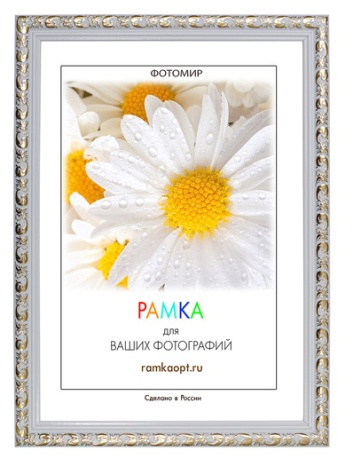 ФОТОМИР
РАМКА
для
ВАШИХ ФОТОГРАФИЙ
ramkaopt.ru
Сделано в России